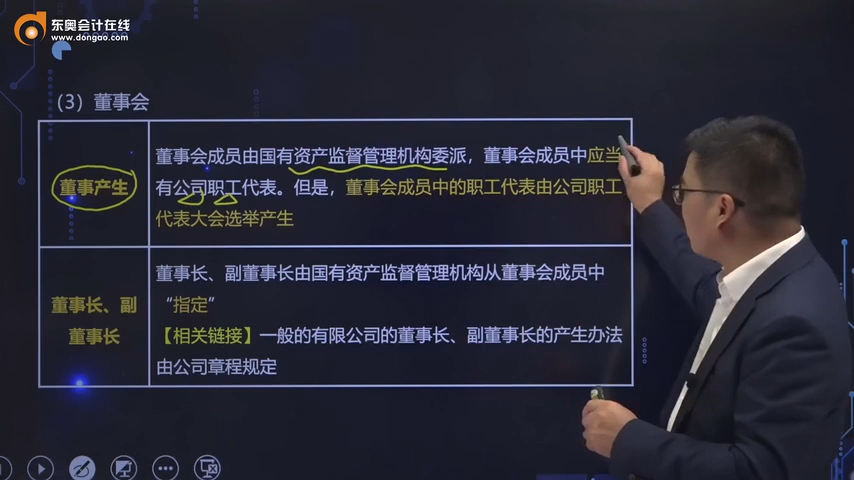 东奥会计在线
www.dongao.com
（3）董事会
董事产生
董事会成员由国有资产监督管理机构委派，董事会成员中应当
有公司职工代表。但是，董事会成员中的职工代表由公司职工
代表大会选举产生
董事长、副
董事长
董事长、副董事长由国有资产监督管理机构从董事会成员中
“指定”
【相关链接】一般的有限公司的董事长、副董事长的产生办法
由公司章程规定